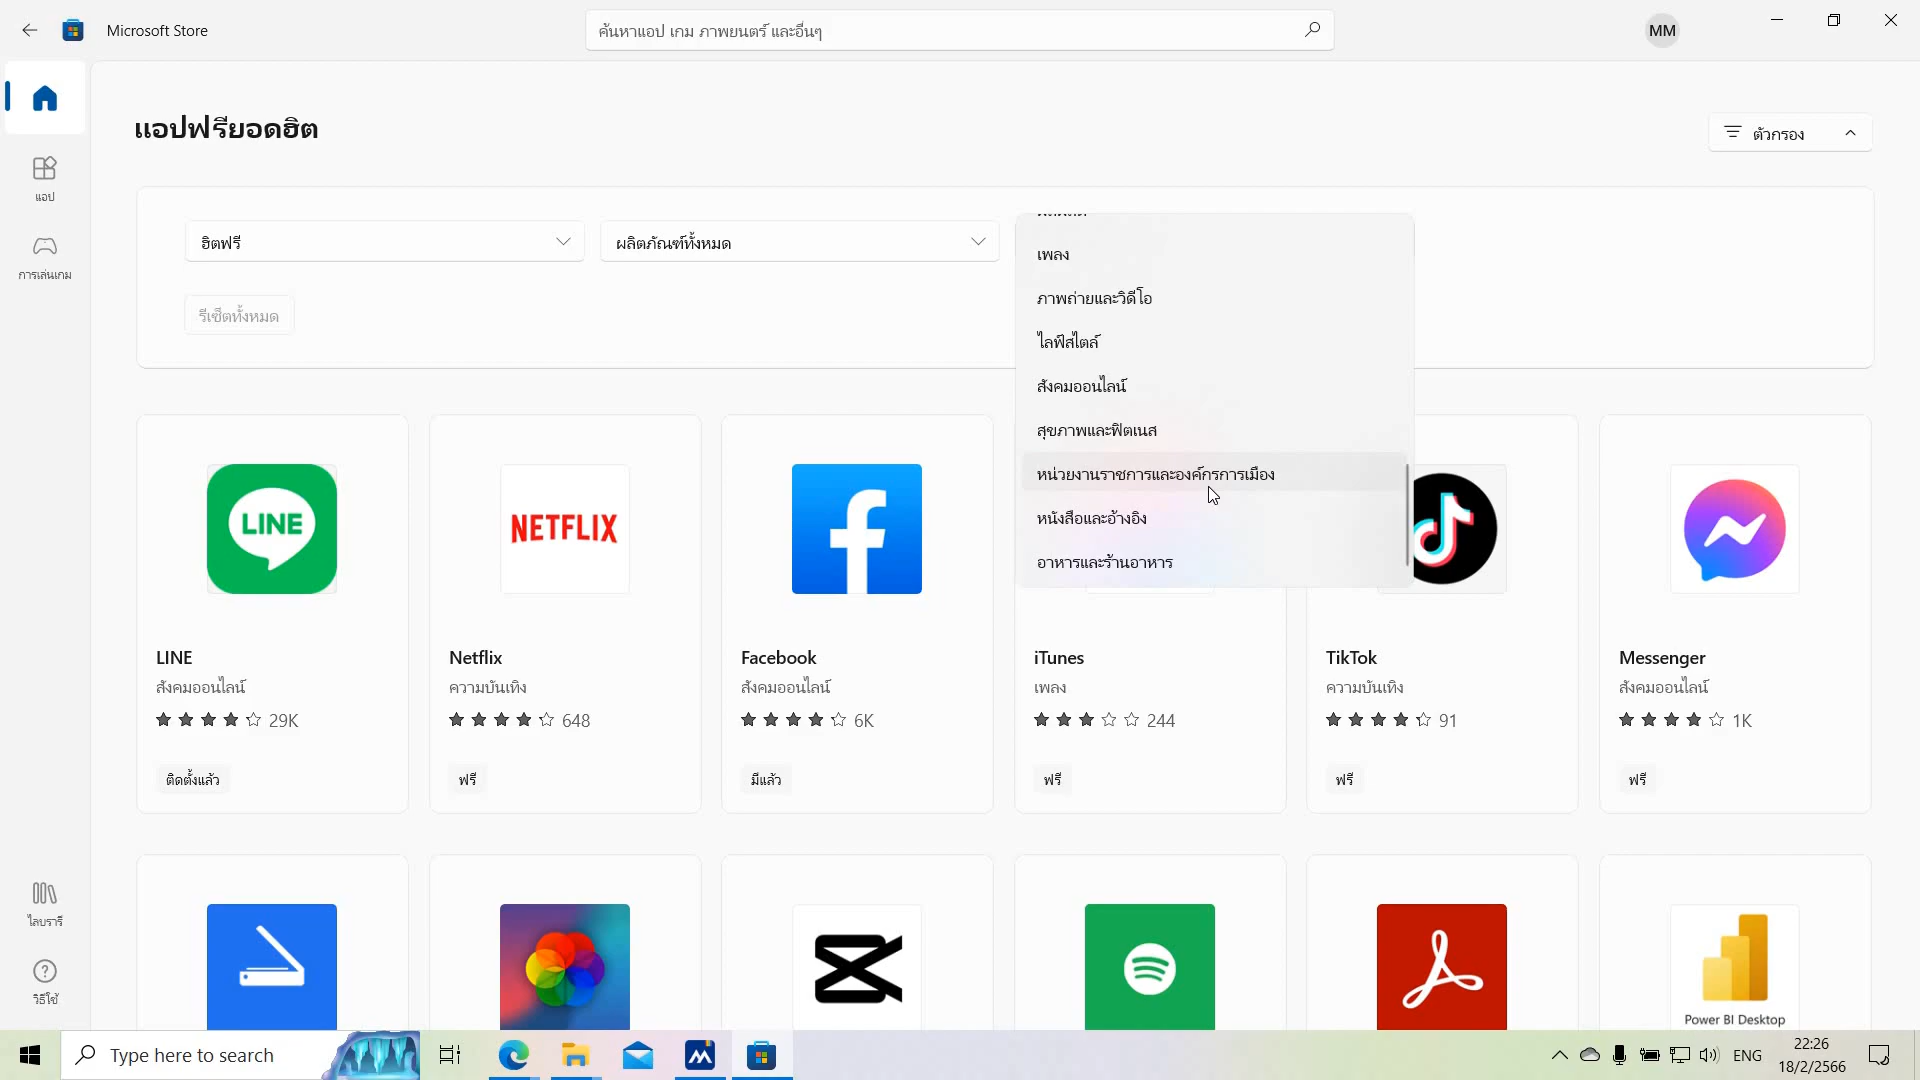 Microsoft Store
ค้นหาแอป เกม ภาพยนตร์ และอื่นๆ
MM
แอป
การเล่นเกม
ไลบรารี
วิธีใช้
แอปฟรียอดฮิต
ตัวกรอง
ฮิตฟรี
ผลิตภัณฑ์ทั้งหมด
รีเซ็ตทั้งหมด
เพลง
ภาพถ่ายและวิดีโอ
ไลฟ์สไตล์
สังคมออนไลน์
สุขภาพและฟิตเนส
หน่วยงานราชการและองค์กรการเมือง
หนังสือและอ้างอิง
อาหารและร้านอาหาร
LINE
NETFLIX
LINE
สังคมออนไลน์
29K
ติดตั้งแล้ว
Netflix
ความบันเทิง
648
ฟรี
Facebook
สังคมออนไลน์
6K
มีแล้ว
iTunes
เพลง
244
ฟรี
TikTok
ความบันเทิง
91
ฟรี
Messenger
สังคมออนไลน์
1K
ฟรี
Power BI Desktop
Type here to search
ENG
22:26
18/2/2566